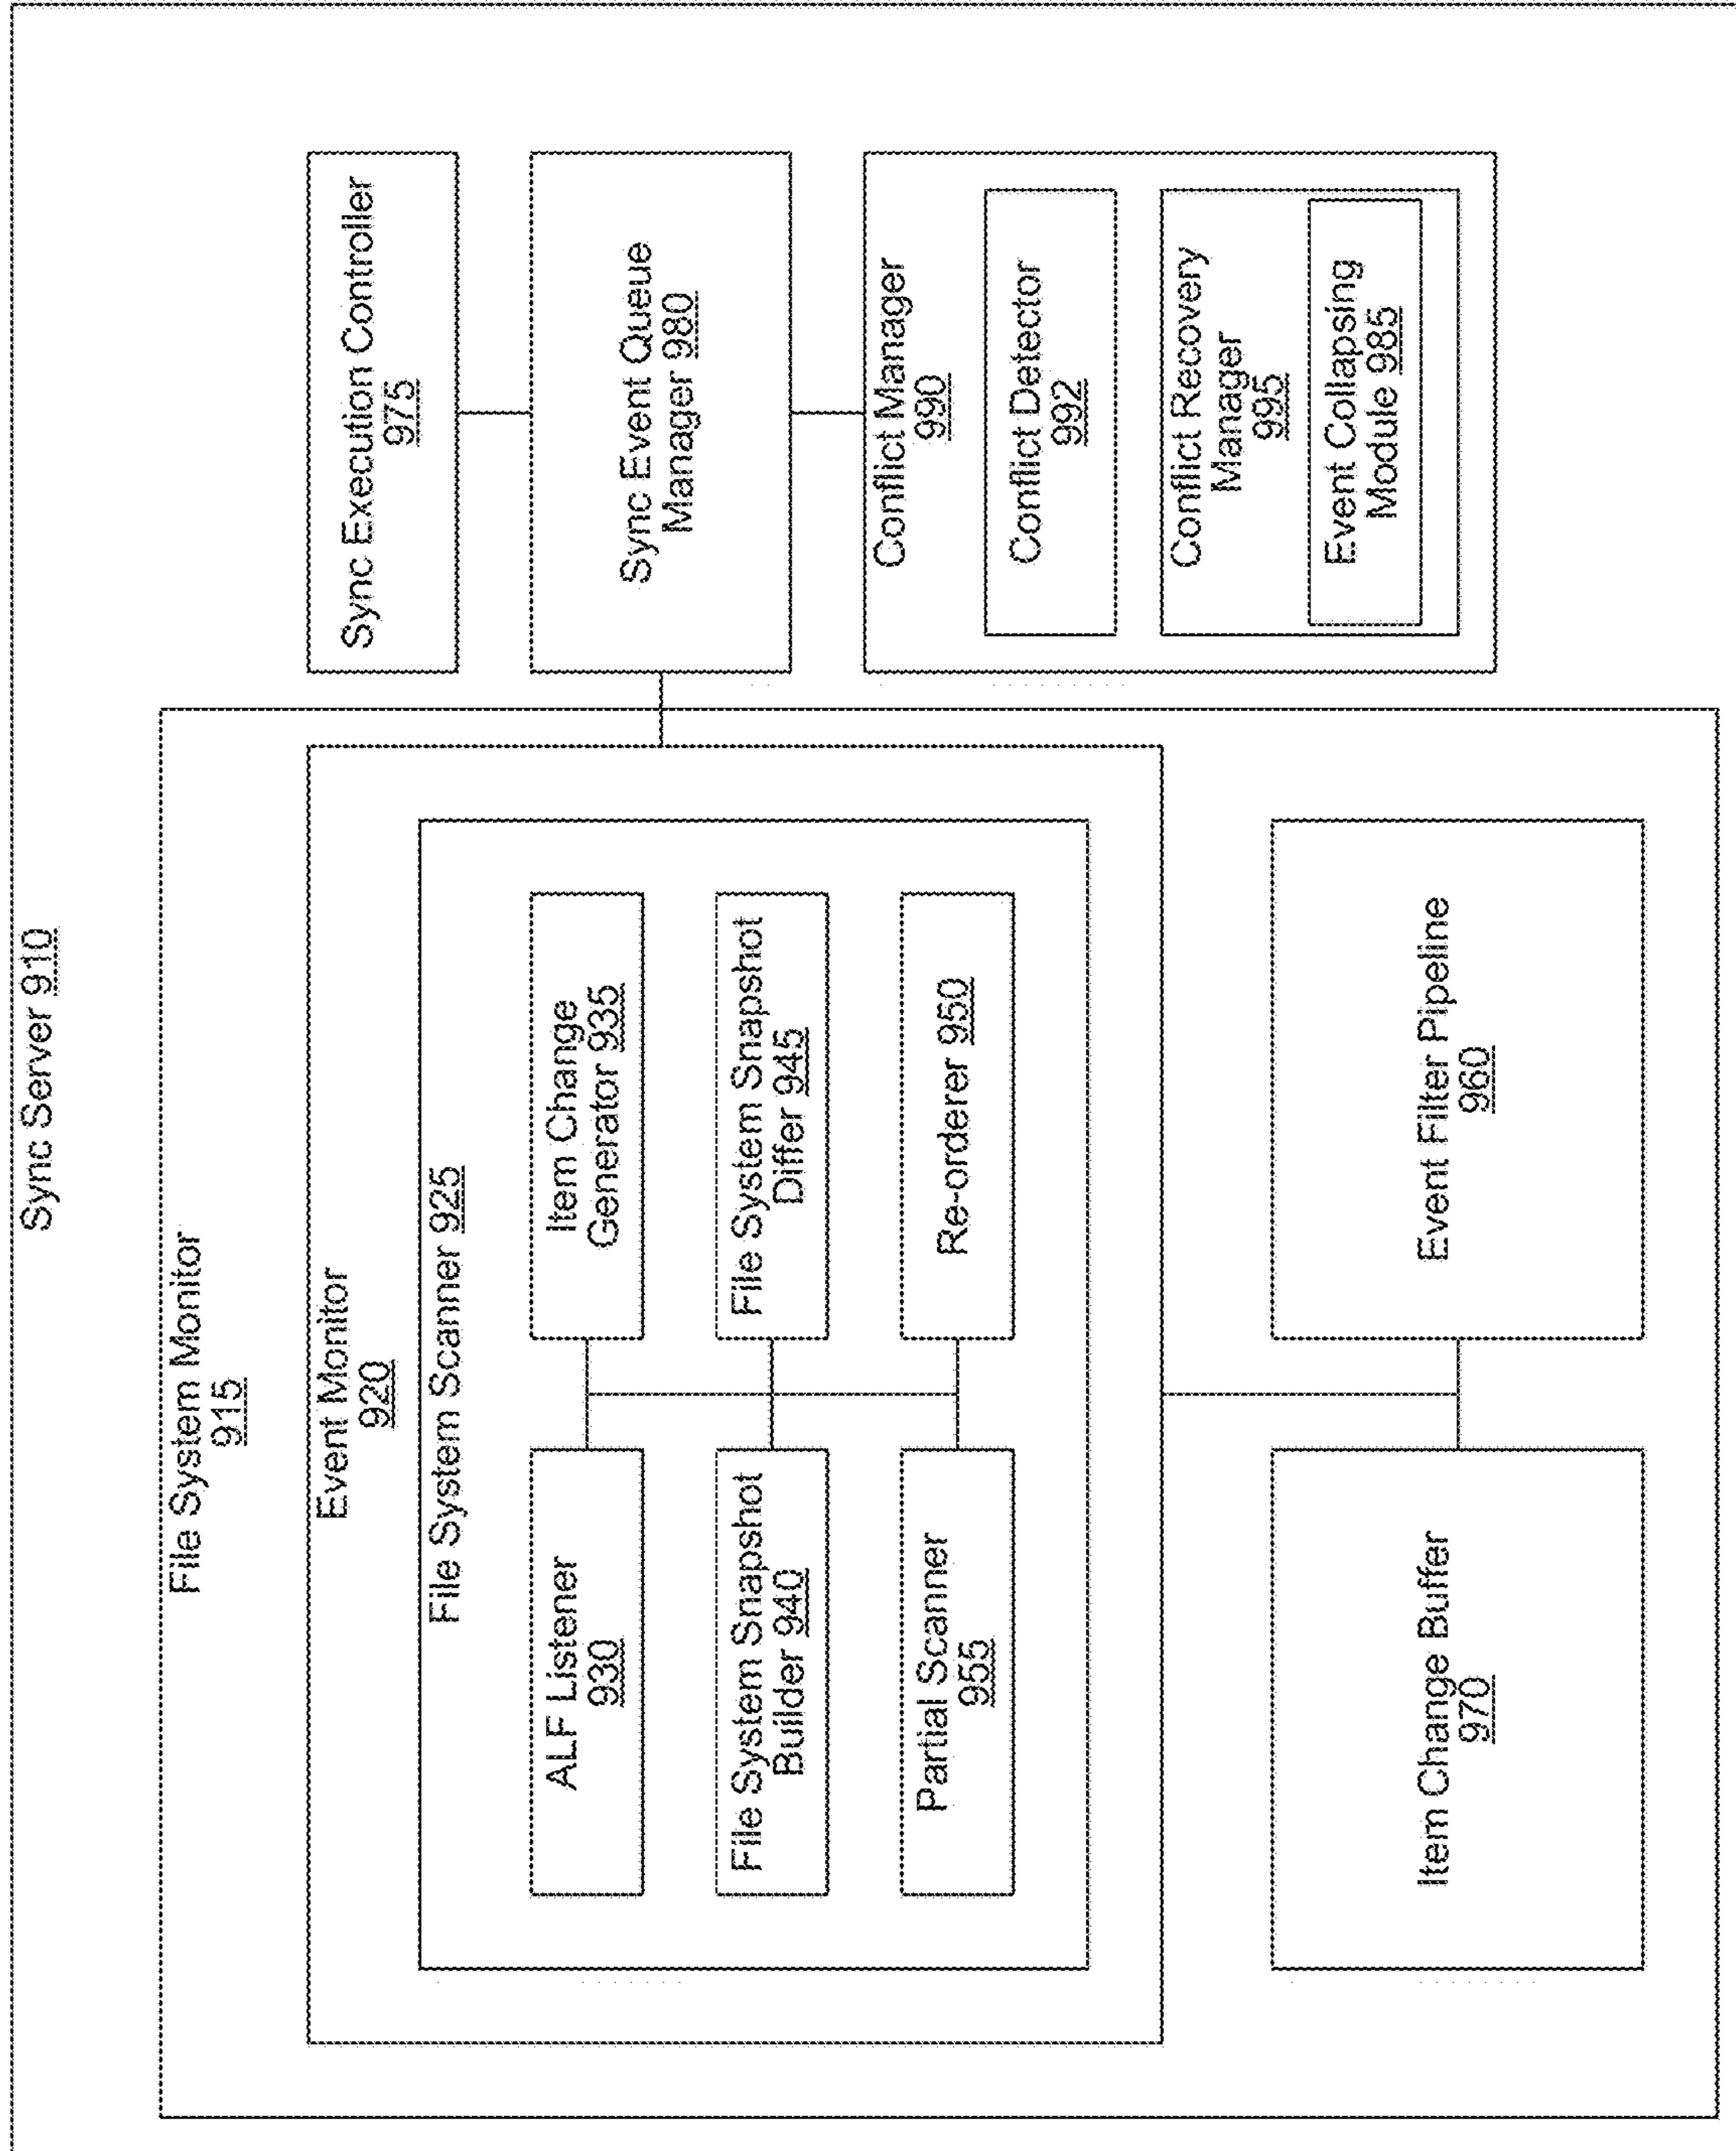 Sync Server 910
File System Monitor
915
Event Monitor
920
File System Scanner 925
ALF Listener
930
Item Change
Generator 935
File System Snapshot
Builder 940
File System Snapshot
Differ 945
Partial Scanner
955
Re-orderer 950
Item Change Buffer
970
Event Filter Pipeline
960
Sync Execution Controller
975
Sync Event Queue
Manager 980
Conflict Manager
990
Conflict Detector
992
Conflict Recovery
Manager
995
Event Collapsing
Module 985